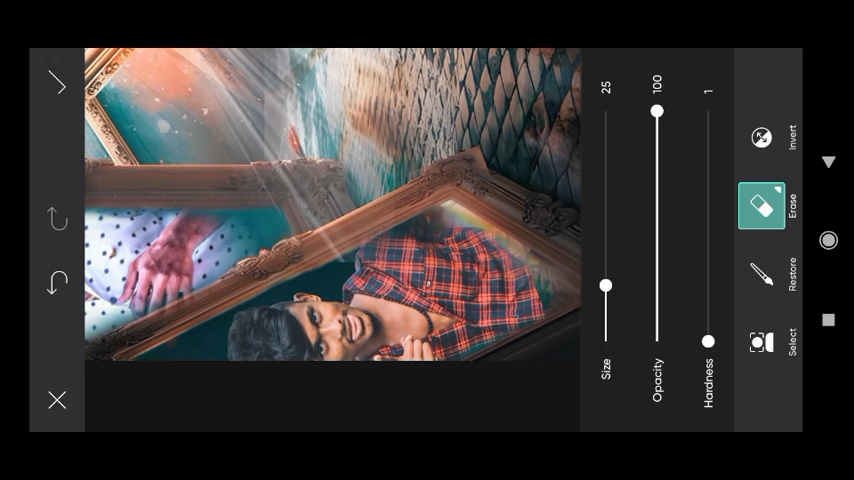 Size 25
Opacity 100
Hardness 1
Select
Restore
Erase
Invert